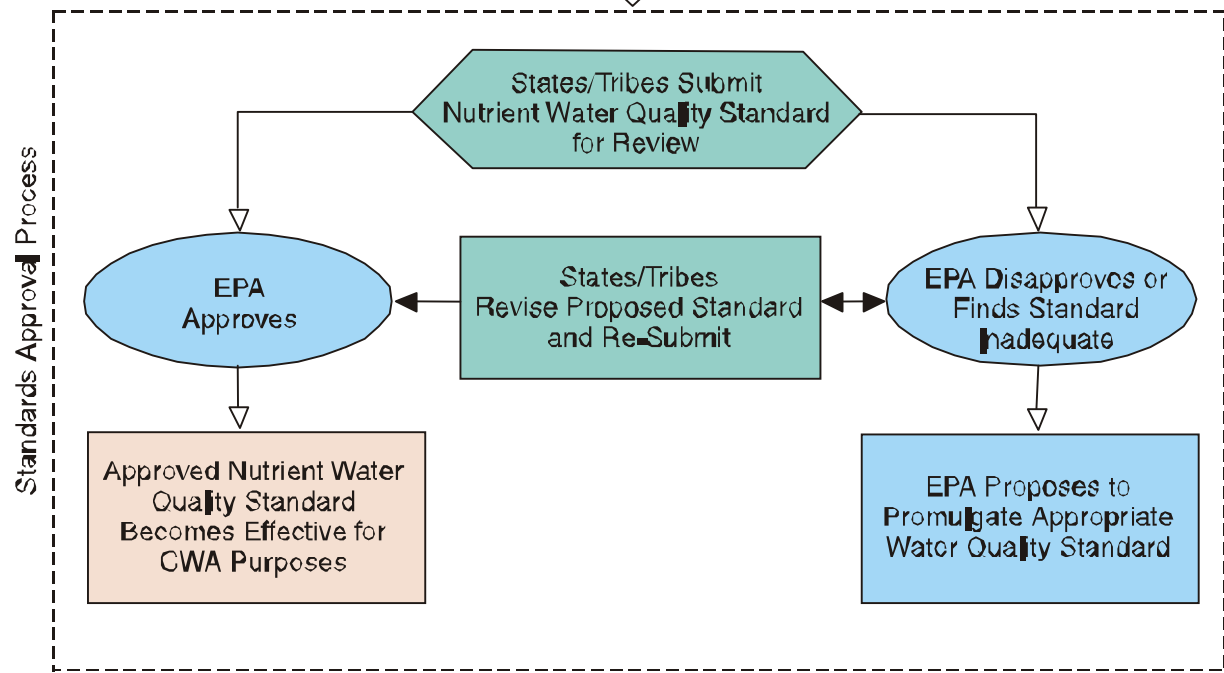 Standards Approval Process
States/Tribes Submit
Nutrient Water Quality Standard
for Review
EPA
Approves
States/Tribes
Revise Proposed Standard
and Re-Submit
EPA Disapproves or
Finds Standard
Inadequate
Approved Nutrient Water
Quality Standard
Becomes Effective for
CWA Purposes
EPA Proposes to
Promulgate Appropriate
Water Quality Standard